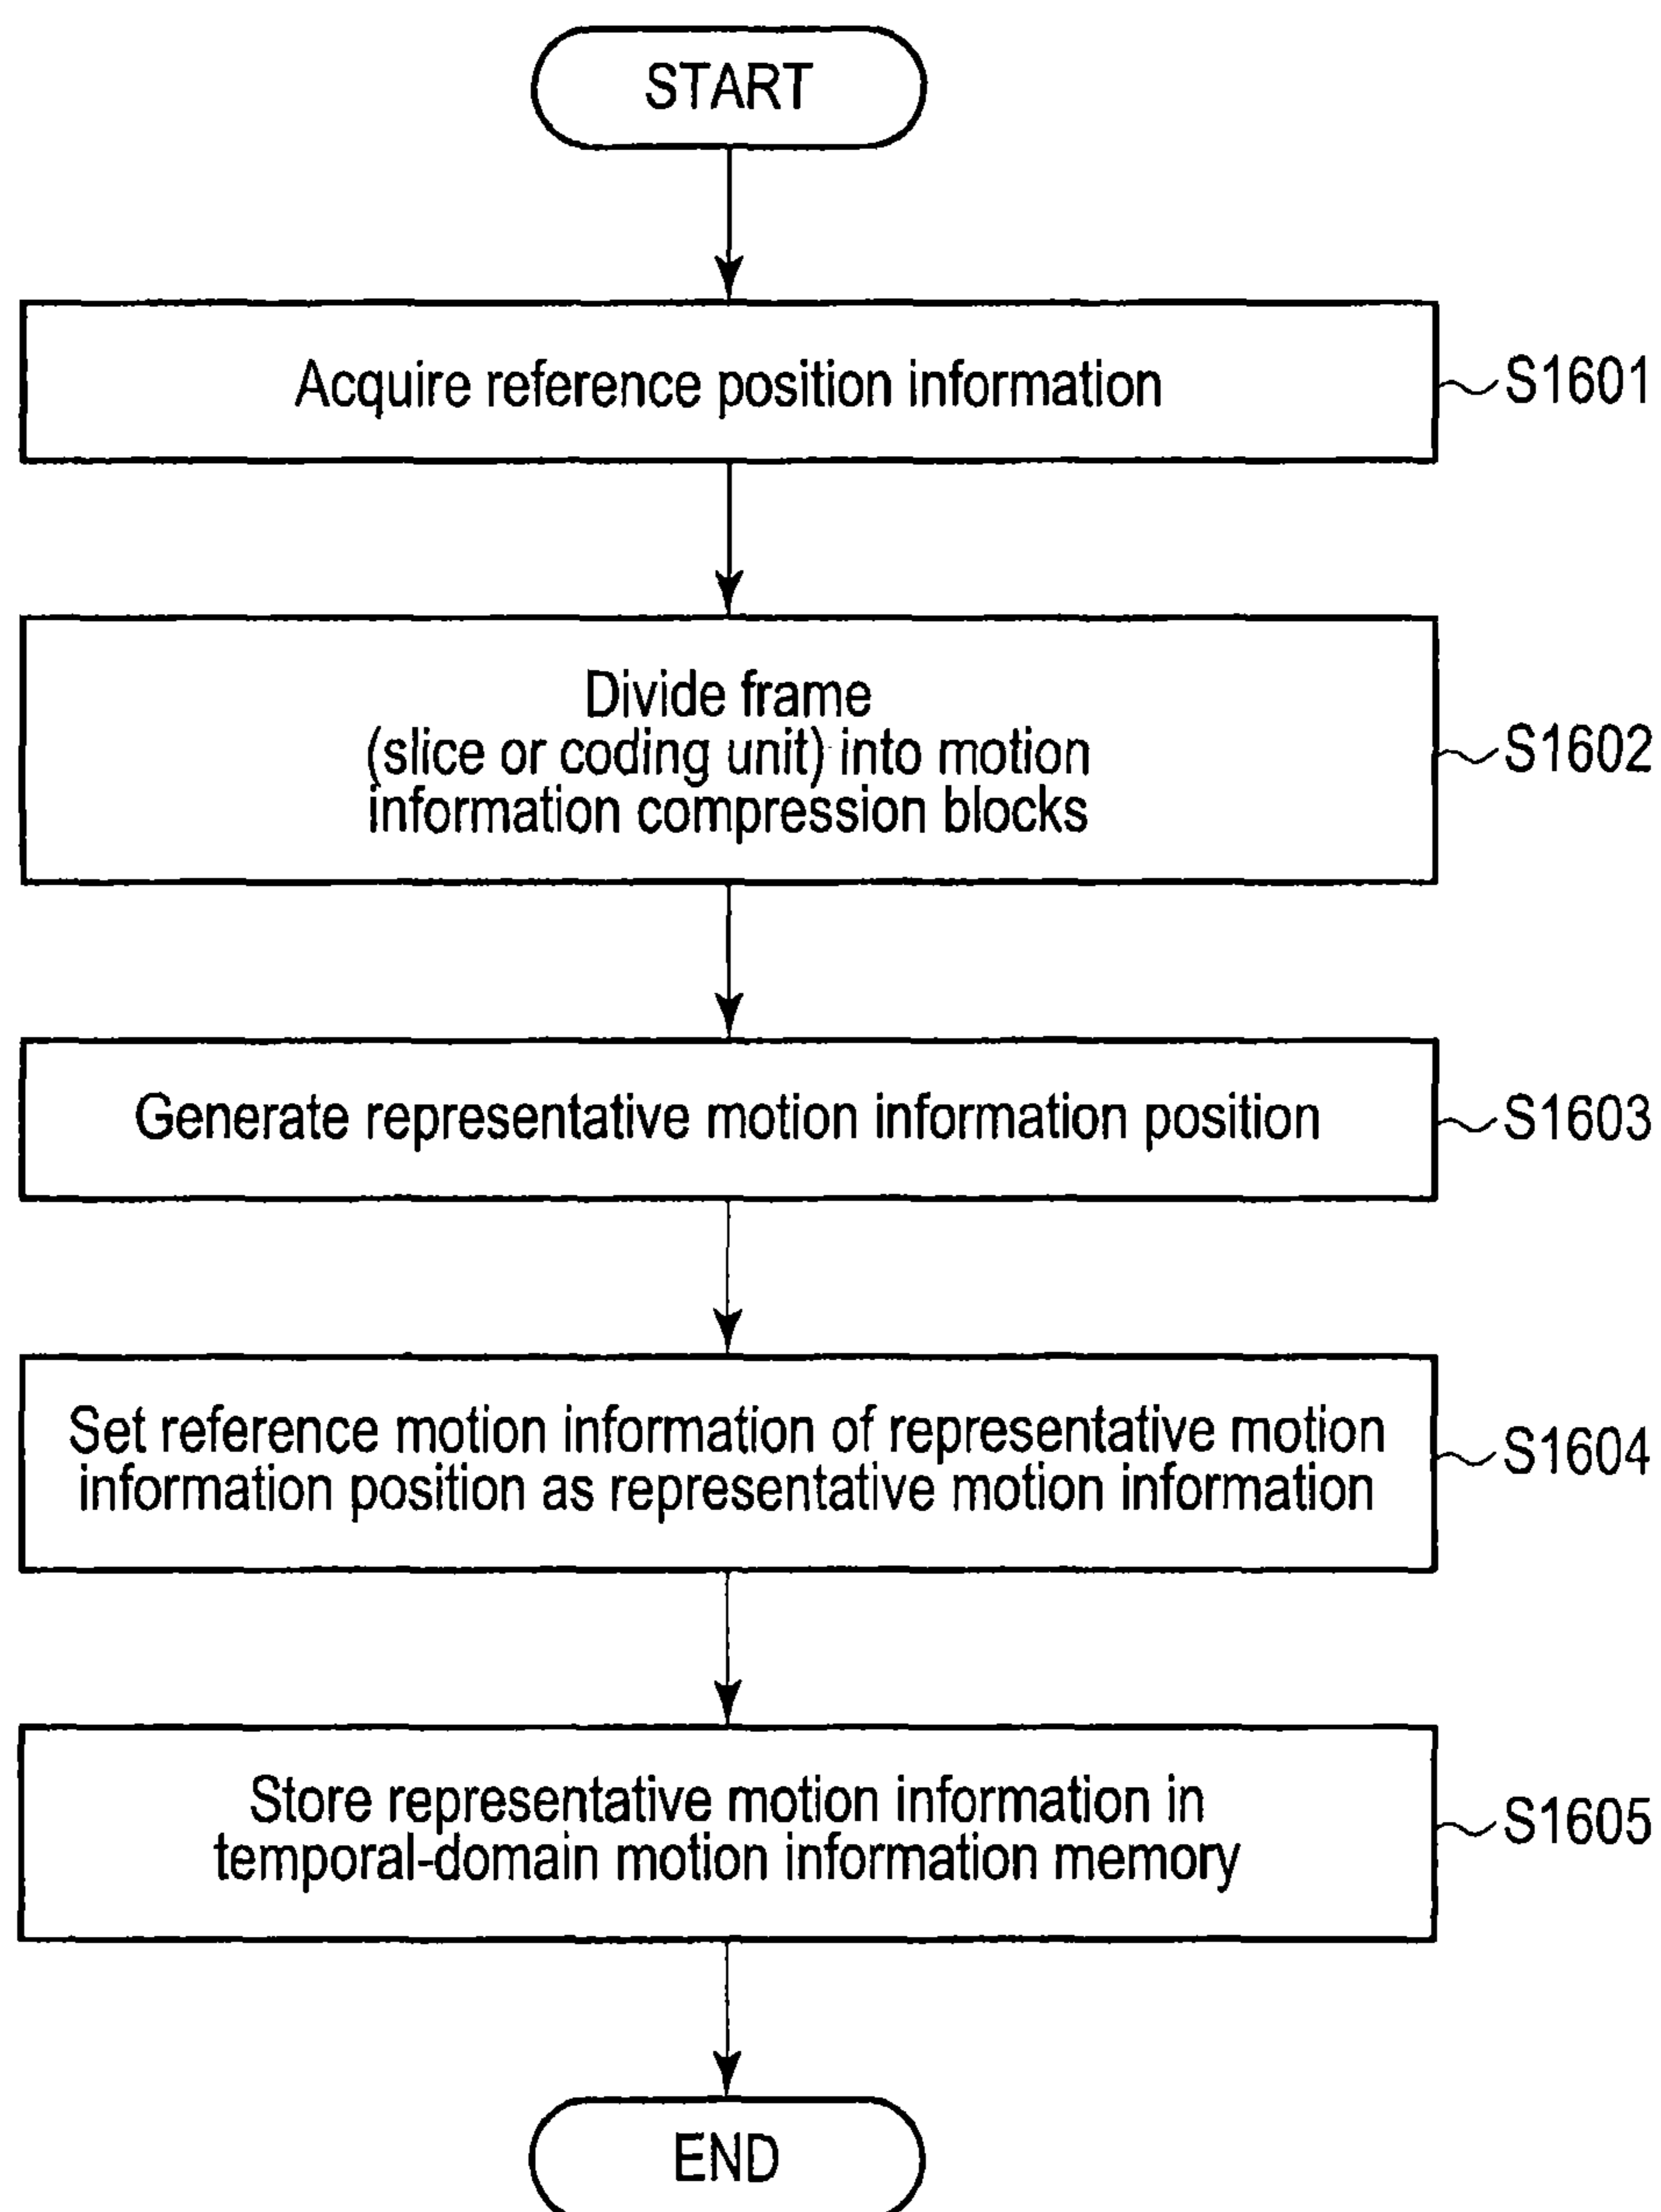 START
Acquire reference position information
S1601
Divide frame
(slice or coding unit) into motion
information compression blocks
S1602
Generate representative motion information position
S1603
Set reference motion information of representative motion
information position as representative motion information
S1604
Store representative motion information in
temporal-domain motion information memory
S1605
END